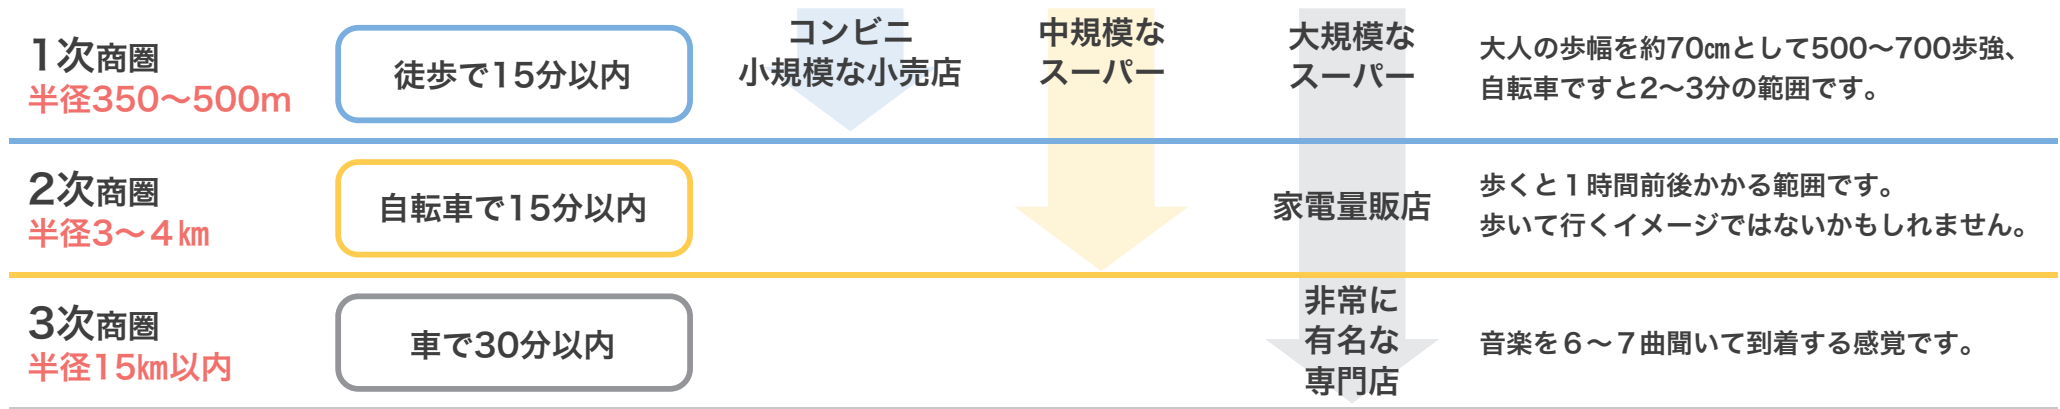 1次商圏
半径350〜500m
徒歩で15分以内
コンビニ
小規模な小売店
中規模な
スーパー
大規模な
スーパー
大人の歩幅を約70㎝として500〜700歩強、
自転車ですと2〜3分の範囲です。
2次商圏
半径3〜４㎞
自転車で15分以内
家電量販店
歩くと１時間前後かかる範囲です。
歩いて行くイメージではないかもしれません。
3次商圏
半径15㎞以内
車で30分以内
非常に
有名な
専門店
音楽を６〜７曲聞いて到着する感覚です。